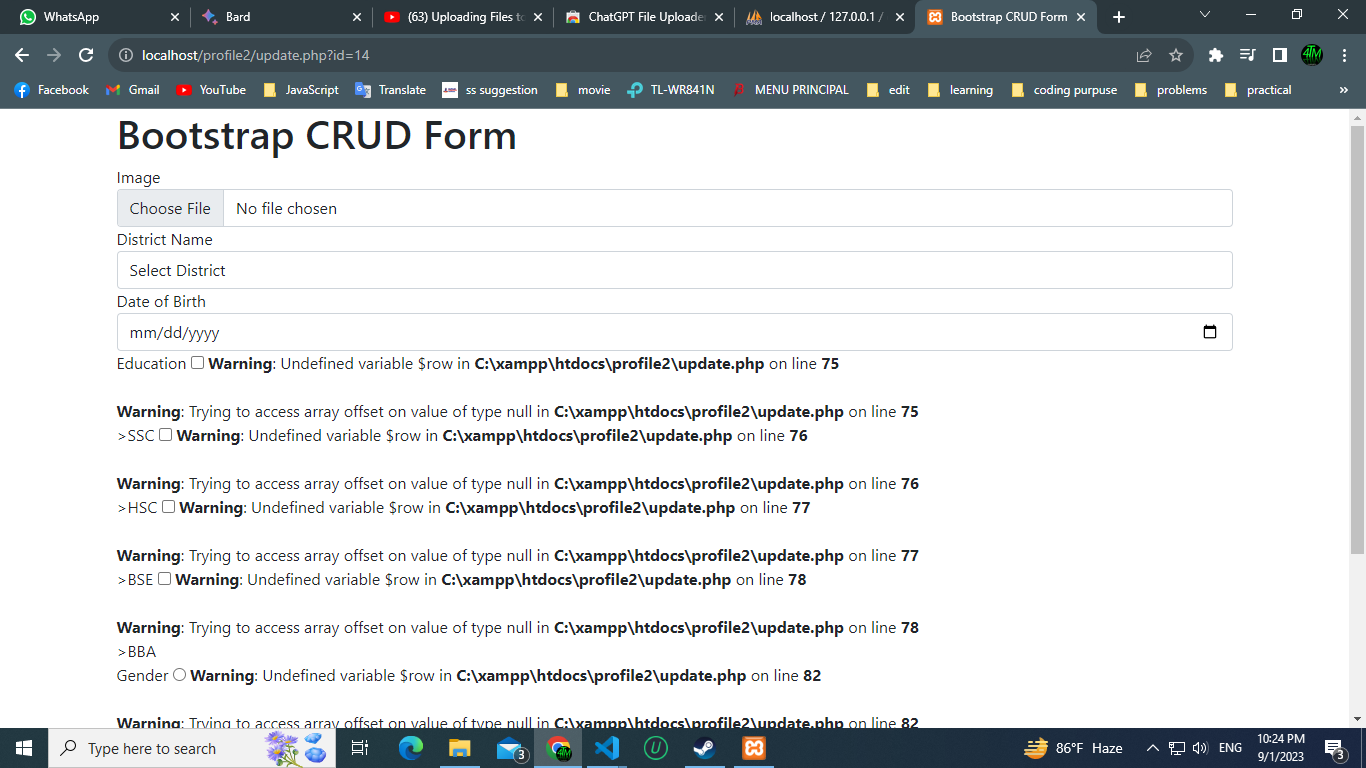 WhatsApp
Bard
(63) Uploading Files to
ChatGPT File Uploader
localhost / 127.0.0.1 /
Bootstrap CRUD Form
localhost/profile2/update.php?id=14
Facebook
Gmail
YouTube
JavaScript
Translate
ss suggestion
movie
TL-WR841N
MENU PRINCIPAL
edit
learning
coding purpuse
problems
practical
»
Bootstrap CRUD Form
Image
Choose File No file chosen
District Name
Select District
Date of Birth
mm/dd/yyyy
Education Warning: Undefined variable $row in C:\xampp\htdocs\profile2\update.php on line 75
Warning: Trying to access array offset on value of type null in C:\xampp\htdocs\profile2\update.php on line 75
>SSC Warning: Undefined variable $row in C:\xampp\htdocs\profile2\update.php on line 76
Warning: Trying to access array offset on value of type null in C:\xampp\htdocs\profile2\update.php on line 76
>HSC Warning: Undefined variable $row in C:\xampp\htdocs\profile2\update.php on line 77
Warning: Trying to access array offset on value of type null in C:\xampp\htdocs\profile2\update.php on line 77
>BSE Warning: Undefined variable $row in C:\xampp\htdocs\profile2\update.php on line 78
Warning: Trying to access array offset on value of type null in C:\xampp\htdocs\profile2\update.php on line 78
>BBA
Gender Warning: Undefined variable $row in C:\xampp\htdocs\profile2\update.php on line 82
Warning: Trying to access array offset on value of type null in C:\xampp\htdocs\profile2\update.php on line 82
Type here to search
3
86°F Haze
ENG
10:24 PM
9/1/2023
3